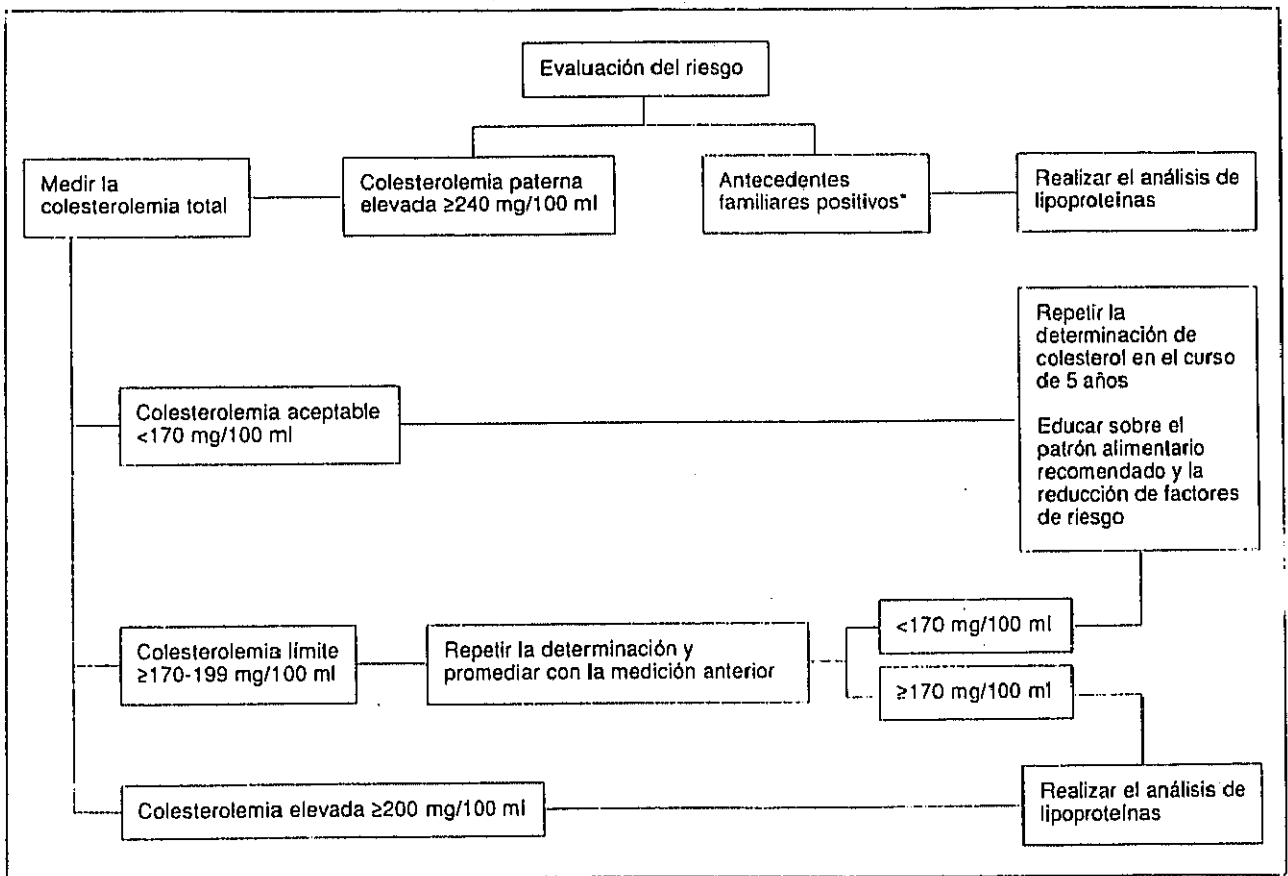 Evaluación del riesgo
Medir la
colesterolemia total
Colesterolemia paterna
elevada ≥240 mg/100 ml
Antecedentes
familiares positivos*
Realizar el análisis de
lipoproteínas
Repetir la
determinación de
colesterol en el curso
de 5 años
Educar sobre el
patrón alimentario
recomendado y la
reducción de factores
de riesgo
Colesterolemia aceptable
<170 mg/100 ml
Colesterolemia límite
≥170-199 mg/100 ml
Repetir la determinación y
promediar con la medición anterior
<170 mg/100 ml
≥170 mg/100 ml
Colesterolemia elevada ≥200 mg/100 ml
Realizar el análisis de
lipoproteínas